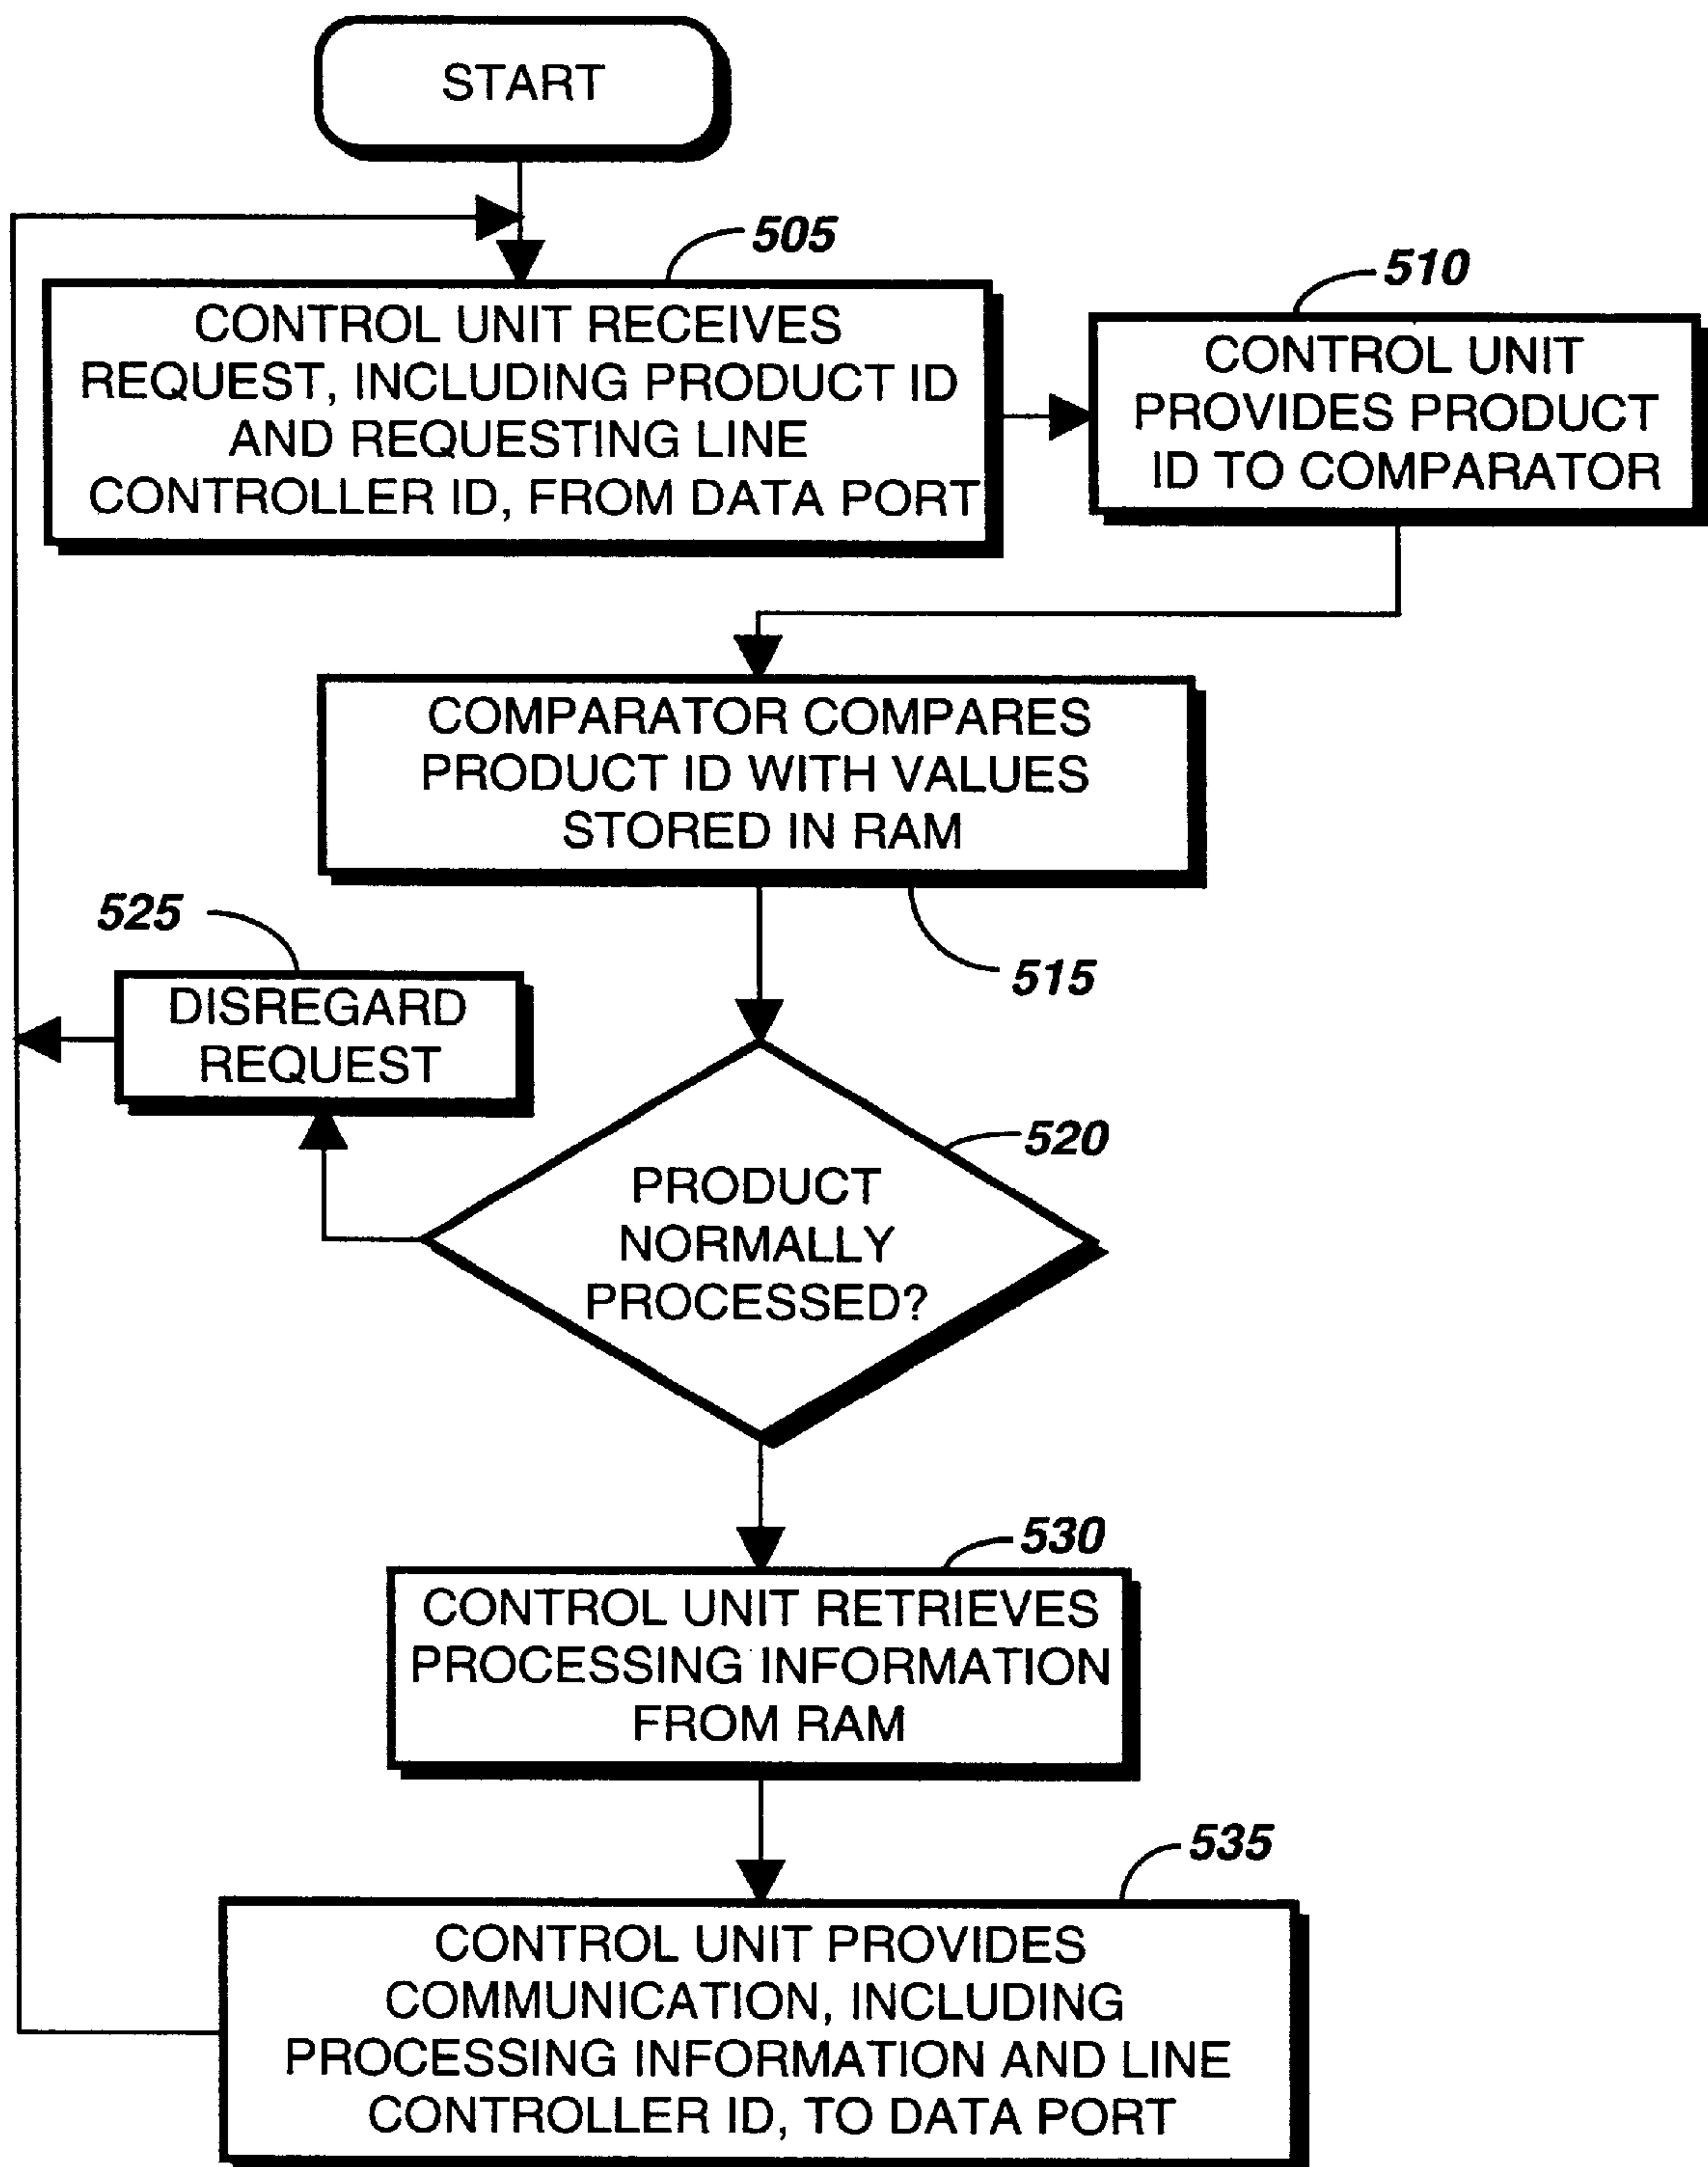 START
505
CONTROL UNIT RECEIVES
REQUEST, INCLUDING PRODUCT ID
AND REQUESTING LINE
CONTROLLER ID, FROM DATA PORT
510
CONTROL UNIT
PROVIDES PRODUCT
ID TO COMPARATOR
COMPARATOR COMPARES
PRODUCT ID WITH VALUES
STORED IN RAM
515
525
DISREGARD
REQUEST
520
PRODUCT
NORMALLY
PROCESSED?
530
CONTROL UNIT RETRIEVES
PROCESSING INFORMATION
FROM RAM
535
CONTROL UNIT PROVIDES
COMMUNICATION, INCLUDING
PROCESSING INFORMATION AND LINE
CONTROLLER ID, TO DATA PORT